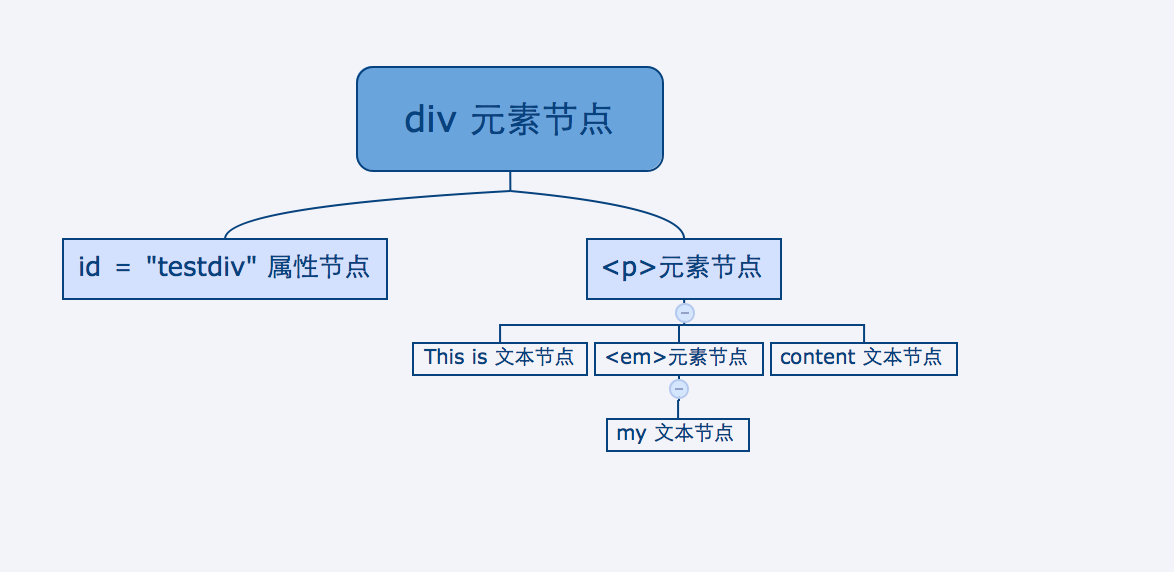 div 元素节点
id = "testdiv" 属性节点
<p>元素节点
This is 文本节点
<em>元素节点
content 文本节点
my 文本节点